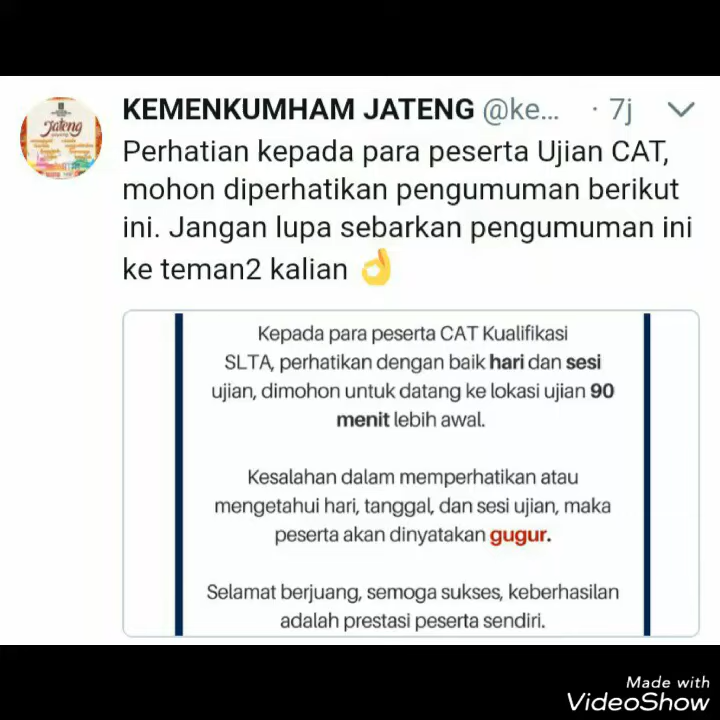 Jateng
KEMENKUMHAM JATENG @ke... · 7j
Perhatian kepada para peserta Ujian CAT,
mohon diperhatikan pengumuman berikut
ini. Jangan lupa sebarkan pengumuman ini
ke teman2 kalian 👌
Kepada para peserta CAT Kualifikasi
SLTA, perhatikan dengan baik hari dan sesi
ujian, dimohon untuk datang ke lokasi ujian 90
menit lebih awal.
Kesalahan dalam memperhatikan atau
mengetahui hari, tanggal, dan sesi ujian, maka
peserta akan dinyatakan gugur.
Selamat berjuang, semoga sukses, keberhasilan
adalah prestasi peserta sendiri.
Made with
VideoShow